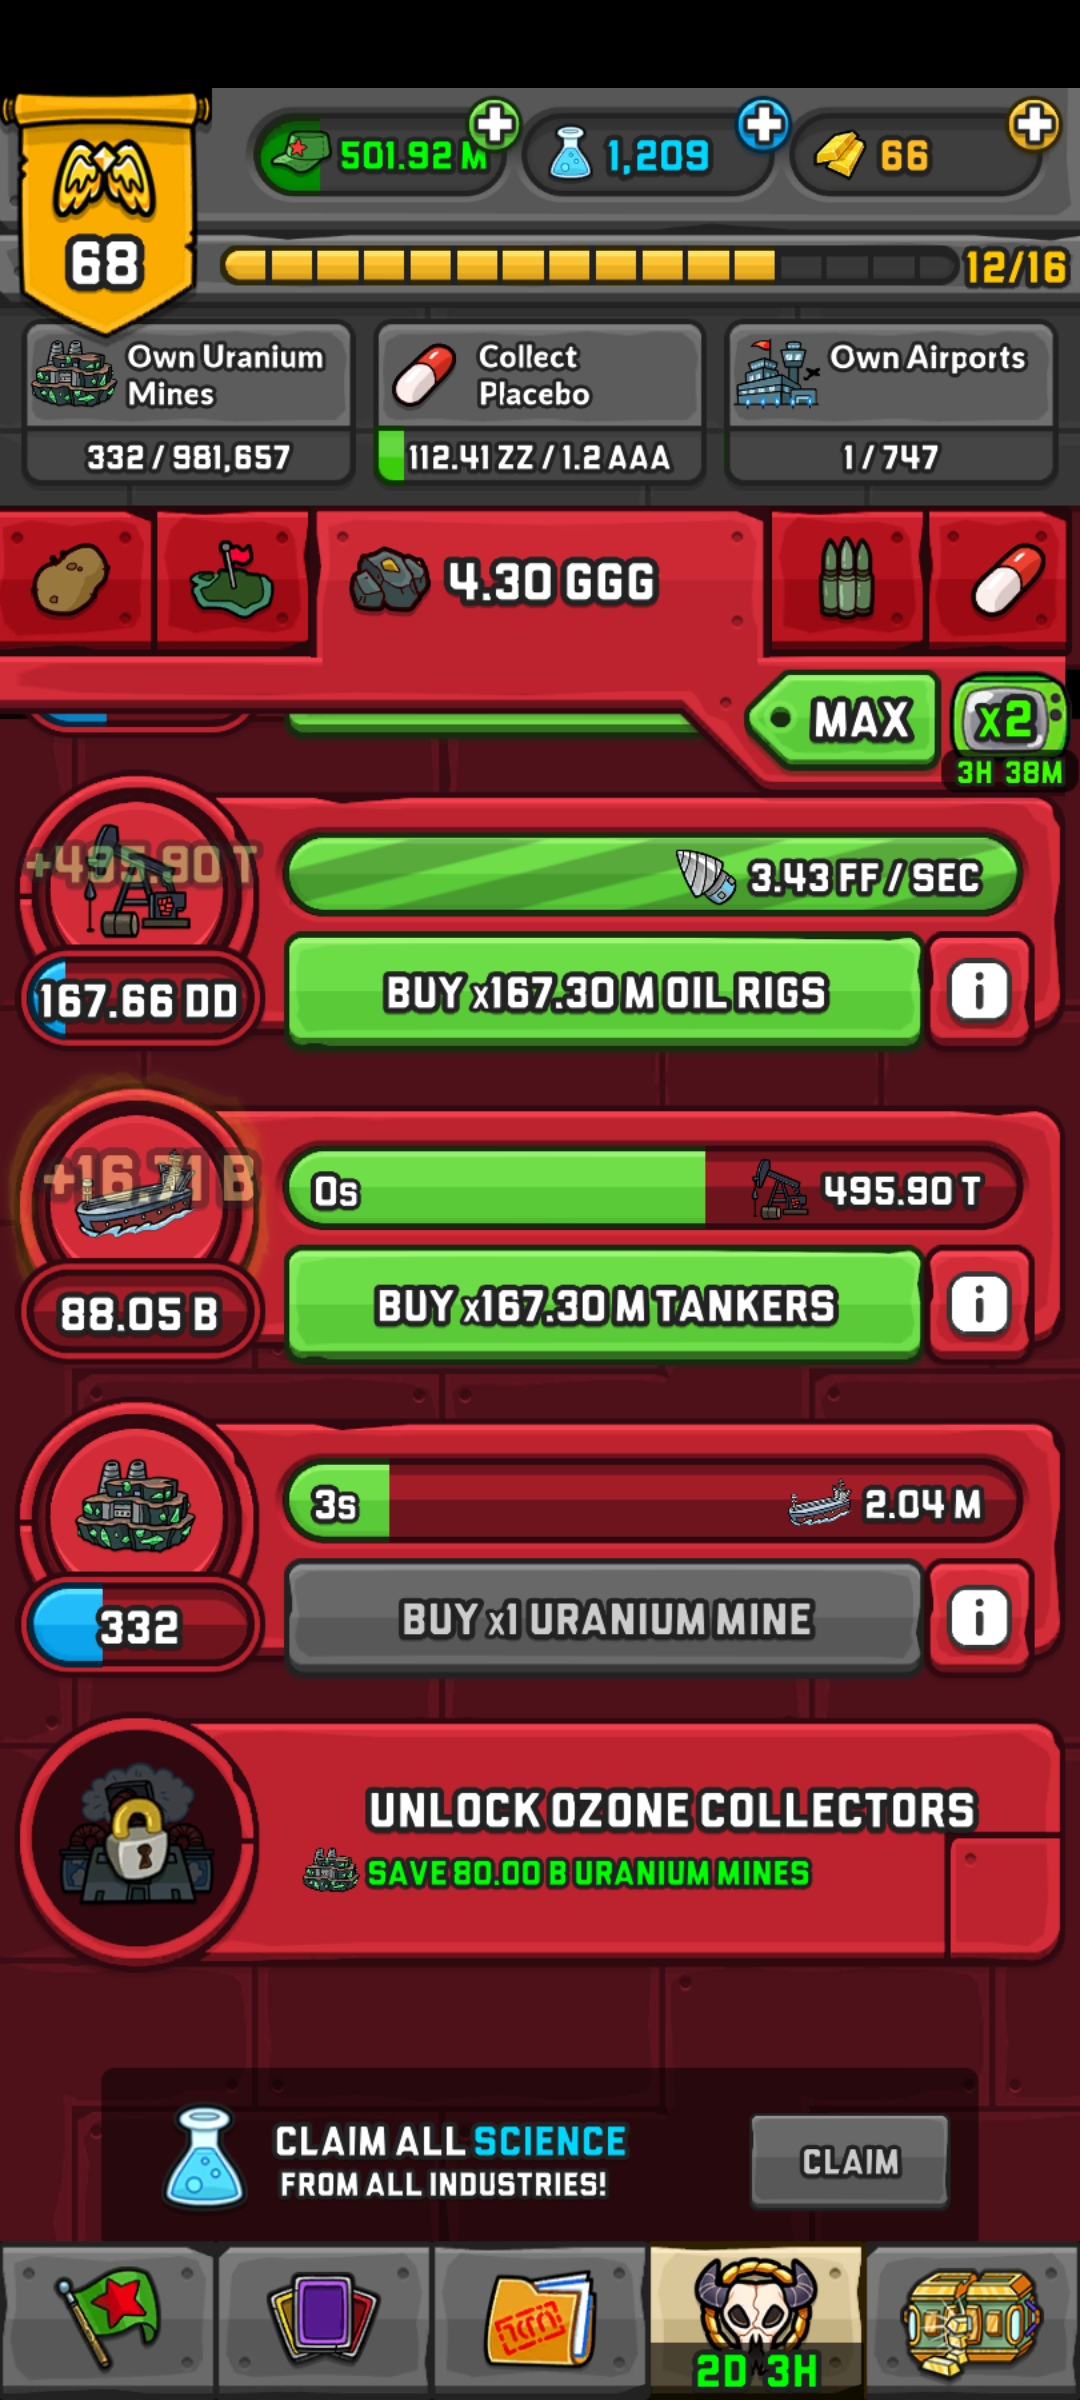 501.92 M
1,209
66
68
12/16
Own Uranium
Mines
332 / 981,657
Collect
Placebo
112.41 ZZ / 1.2 AAA
Own Airports
1 / 747
4.30 GGG
MAX
x2
3H 38M
+495.90 T
3.43 FF / SEC
167.66 DD
BUY x167.30 M OIL RIGS
i
+16.71 B
0s
495.90 T
88.05 B
BUY x167.30 M TANKERS
i
3s
2.04 M
332
BUY x1 URANIUM MINE
i
UNLOCK OZONE COLLECTORS
SAVE 80.00 B URANIUM MINES
CLAIM ALL SCIENCE
FROM ALL INDUSTRIES!
CLAIM
2D 3H